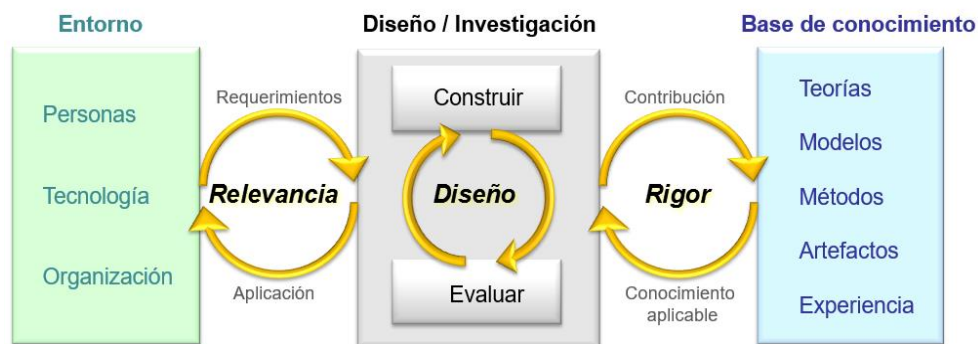 Entorno
Diseño / Investigación
Base de conocimiento
Personas
Tecnología
Organización
Requerimientos
Relevancia
Aplicación
Construir
Diseño
Evaluar
Contribución
Rigor
Conocimiento
aplicable
Teorías
Modelos
Métodos
Artefactos
Experiencia